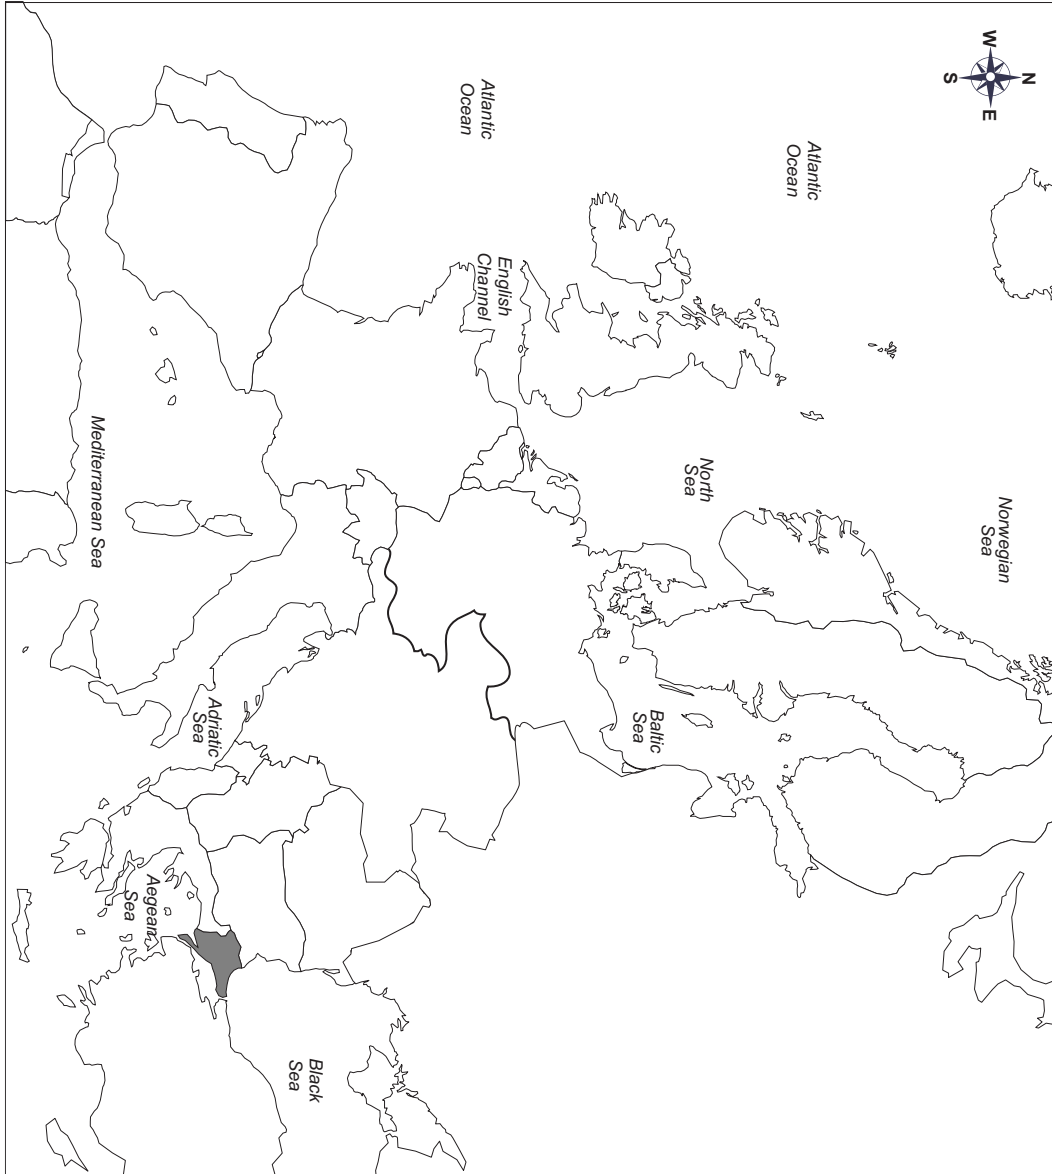 W
N
S
E
Atlantic
Ocean
Atlantic
Ocean
English
Channel
Norwegian
Sea
North
Sea
Mediterranean Sea
Baltic
Sea
Adriatic
Sea
Aegean
Sea
Black
Sea